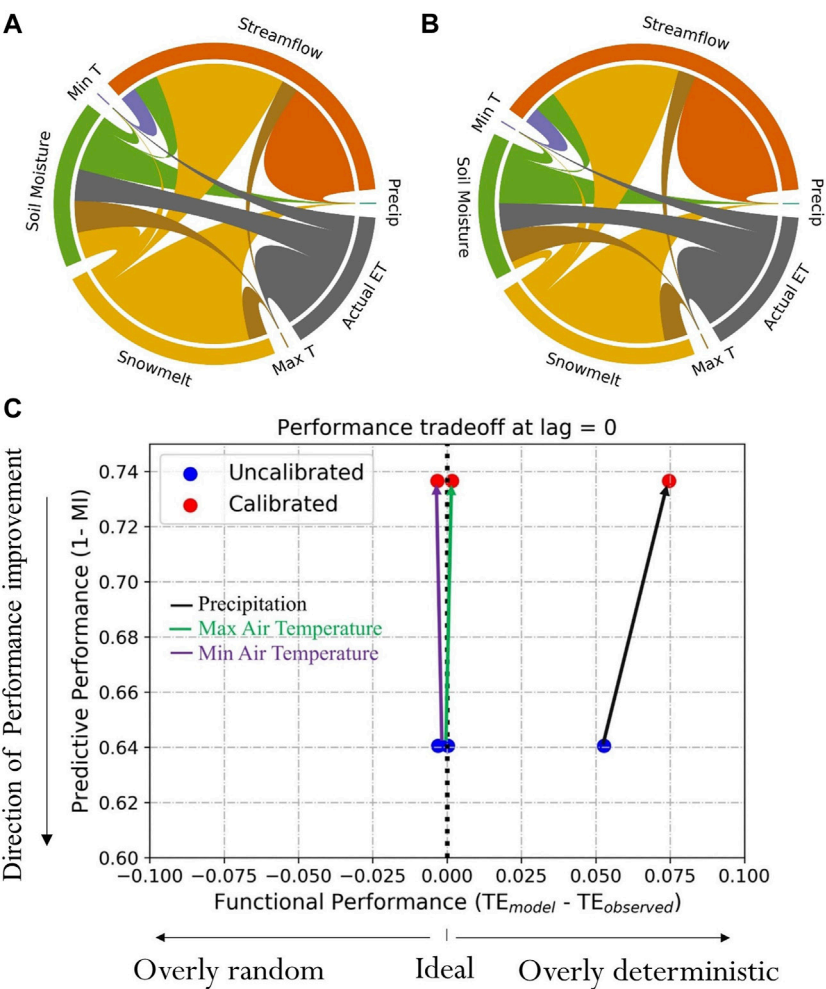 A
B
Streamflow
Min T
Soil Moisture
Precip
Actual ET
Max T
Snowmelt
Streamflow
Min T
Soil Moisture
Precip
Actual ET
Max T
Snowmelt
C
Performance tradeoff at lag = 0
Direction of Performance improvement
Predictive Performance (1- MI)
0.74
0.72
0.70
0.68
0.66
0.64
0.62
0.60
Uncalibrated
Calibrated
Precipitation
Max Air Temperature
Min Air Temperature
−0.100 −0.075 −0.050 −0.025 0.000 0.025 0.050 0.075 0.100
Functional Performance (TEmodel - TEobserved)
Overly random Ideal Overly deterministic